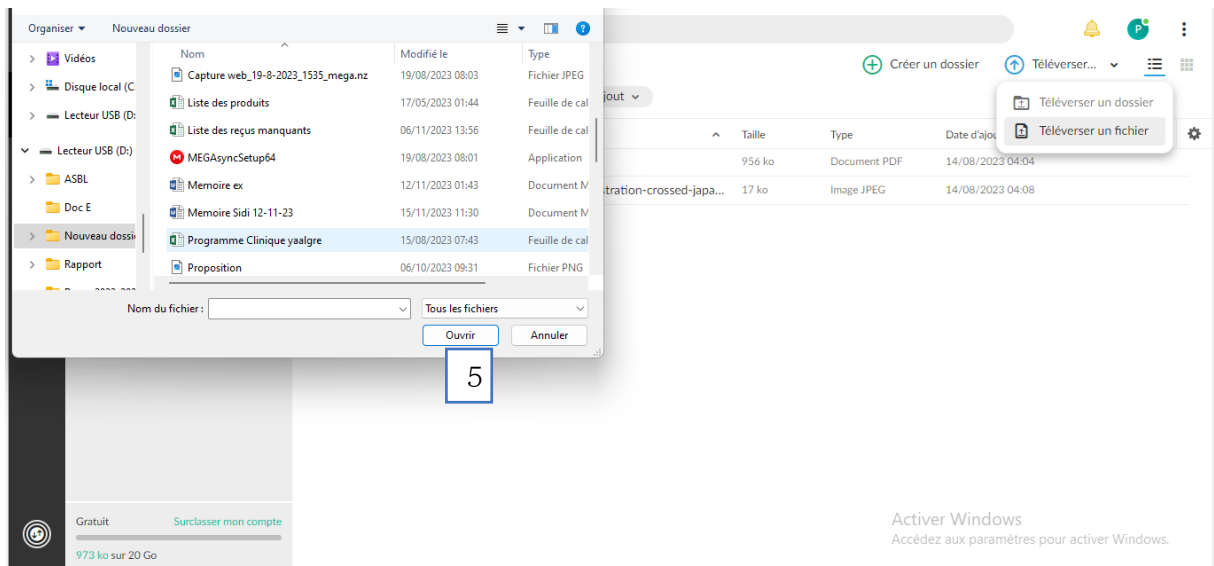 Organiser Nouveau dossier
Nom Modifié le Type
Vidéos
Disque local (C
Lecteur USB (D:
Lecteur USB (D:)
ASBL
Doc E
Nouveau dossi
Rapport
Capture web_19-8-2023_1535_mega.nz 19/08/2023 08:03 Fichier JPEG
Liste des produits 17/05/2023 01:44 Feuille de cal
Liste des reçus manquants 06/11/2023 13:56 Feuille de cal
MEGAsyncSetup64 19/08/2023 08:01 Application
Memoire ex 12/11/2023 01:43 Document M
Memoire Sidi 12-11-23 15/11/2023 11:30 Document M
Programme Clinique yaalgre 15/08/2023 07:43 Feuille de cal
Proposition 06/10/2023 09:31 Fichier PNG
Nom du fichier : Tous les fichiers
Ouvrir Annuler
5
P
Créer un dossier Téléverser...
Téléverser un dossier
Téléverser un fichier
jout
Taille Type Date d'ajou
956 ko Document PDF 14/08/2023 04:04
stration-crossed-japa... 17 ko Image JPEG 14/08/2023 04:08
Gratuit Surclasser mon compte
973 ko sur 20 Go
Activer Windows
Accédez aux paramètres pour activer Windows.